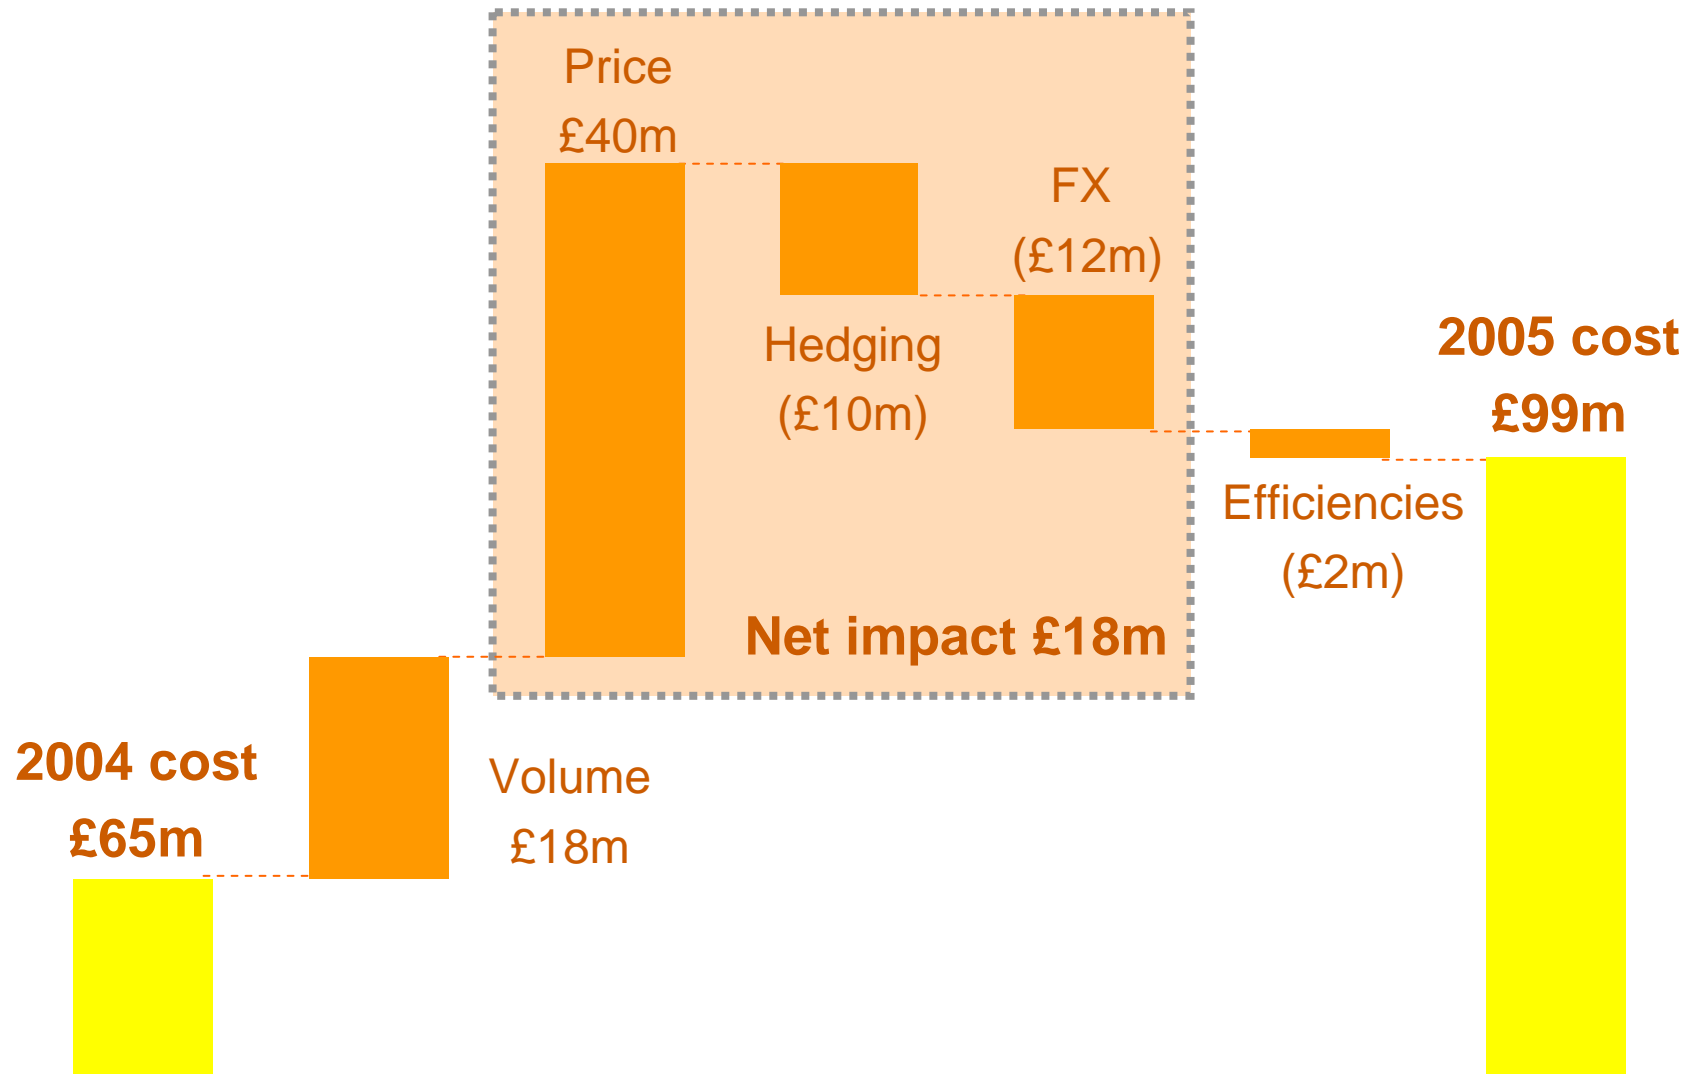 2004 cost
£65m
Volume
£18m
Price
£40m
Hedging
(£10m)
FX
(£12m)
Net impact £18m
Efficiencies
(£2m)
2005 cost
£99m